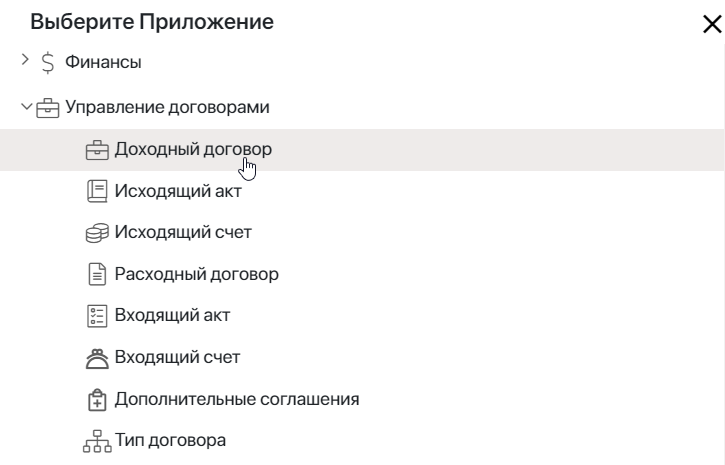 Выберите Приложение
Финансы
Управление договорами
Доходный договор
Исходящий акт
Исходящий счет
Расходный договор
Входящий акт
Входящий счет
Дополнительные соглашения
Тип договора